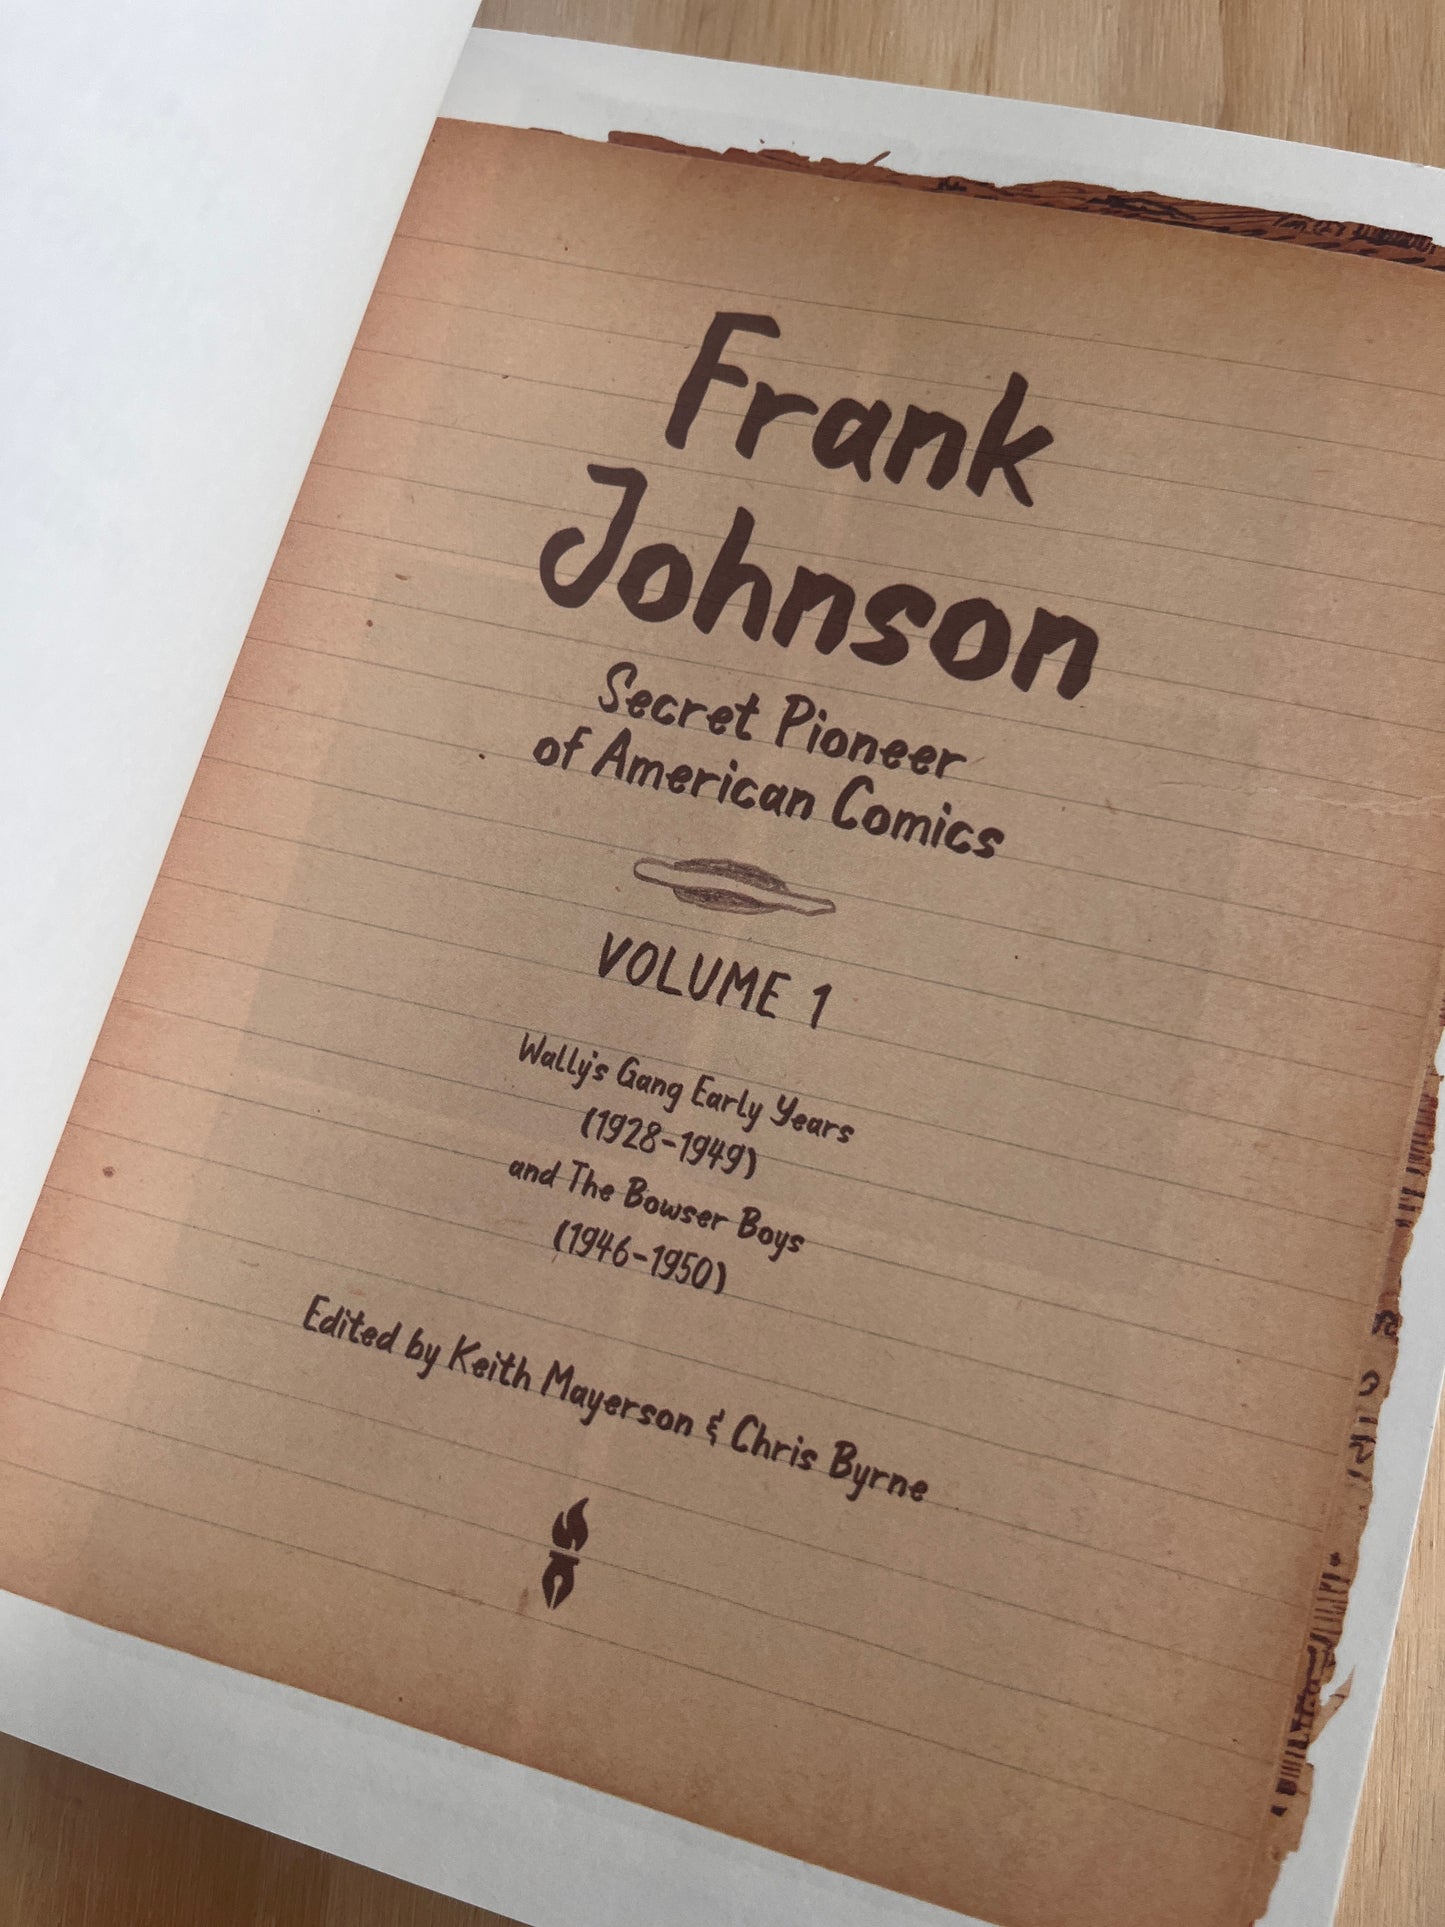 Frank
Johnson
Secret Pioneer
of American Comics
VOLUME 1
Wally's Gang Early Years
(1928–1949)
and The Bowser Boys
(1946–1950)
Edited by Keith Mayerson & Chris Byrne